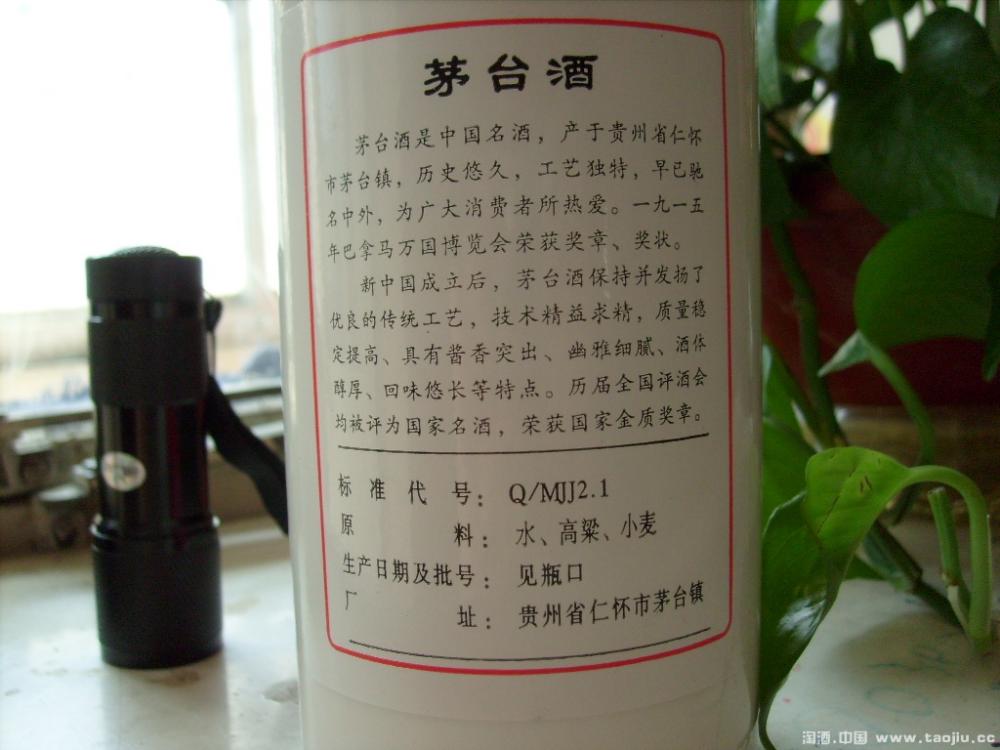 茅台酒
茅台酒是中国名酒，产于贵州省仁怀
市茅台镇，历史悠久，工艺独特，早已驰
名中外，为广大消费者所热爱。一九一五
年巴拿马万国博览会荣获奖章、奖状。
新中国成立后，茅台酒保持并发扬了
优良的传统工艺，技术精益求精，质量稳
定提高、具有酱香突出、幽雅细腻、酒体
醇厚、回味悠长等特点。历届全国评酒会
均被评为国家名酒，荣获国家金质奖章。
标准代号：Q/MJJ2.1
原料：水、高粱、小麦
生产日期及批号：见瓶口
厂址：贵州省仁怀市茅台镇
淘酒.中国 www.taojiu.cc